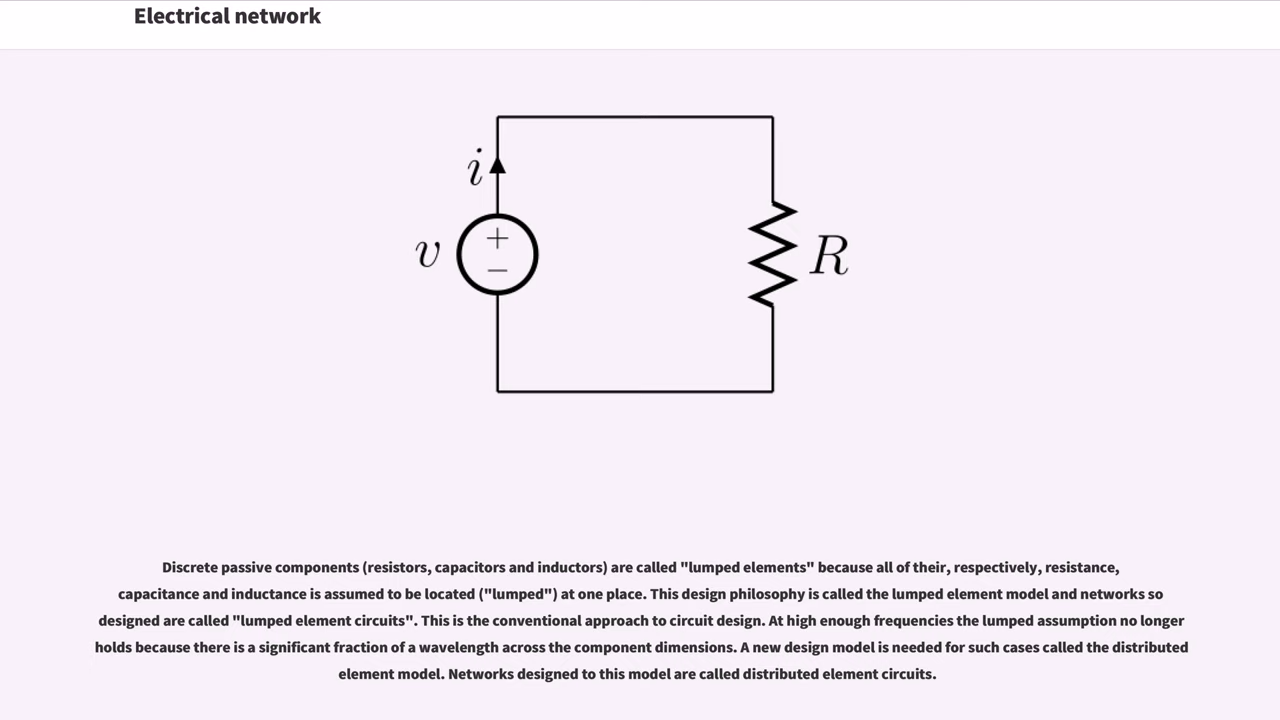 Electrical network
i
v
+
−
R
Discrete passive components (resistors, capacitors and inductors) are called "lumped elements" because all of their, respectively, resistance,
capacitance and inductance is assumed to be located ("lumped") at one place. This design philosophy is called the lumped element model and networks so
designed are called "lumped element circuits". This is the conventional approach to circuit design. At high enough frequencies the lumped assumption no longer
holds because there is a significant fraction of a wavelength across the component dimensions. A new design model is needed for such cases called the distributed
element model. Networks designed to this model are called distributed element circuits.